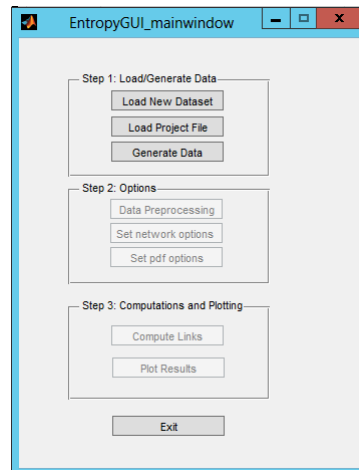 EntropyGUI_mainwindow
Step 1: Load/Generate Data
Load New Dataset
Load Project File
Generate Data
Step 2: Options
Data Preprocessing
Set network options
Set pdf options
Step 3: Computations and Plotting
Compute Links
Plot Results
Exit